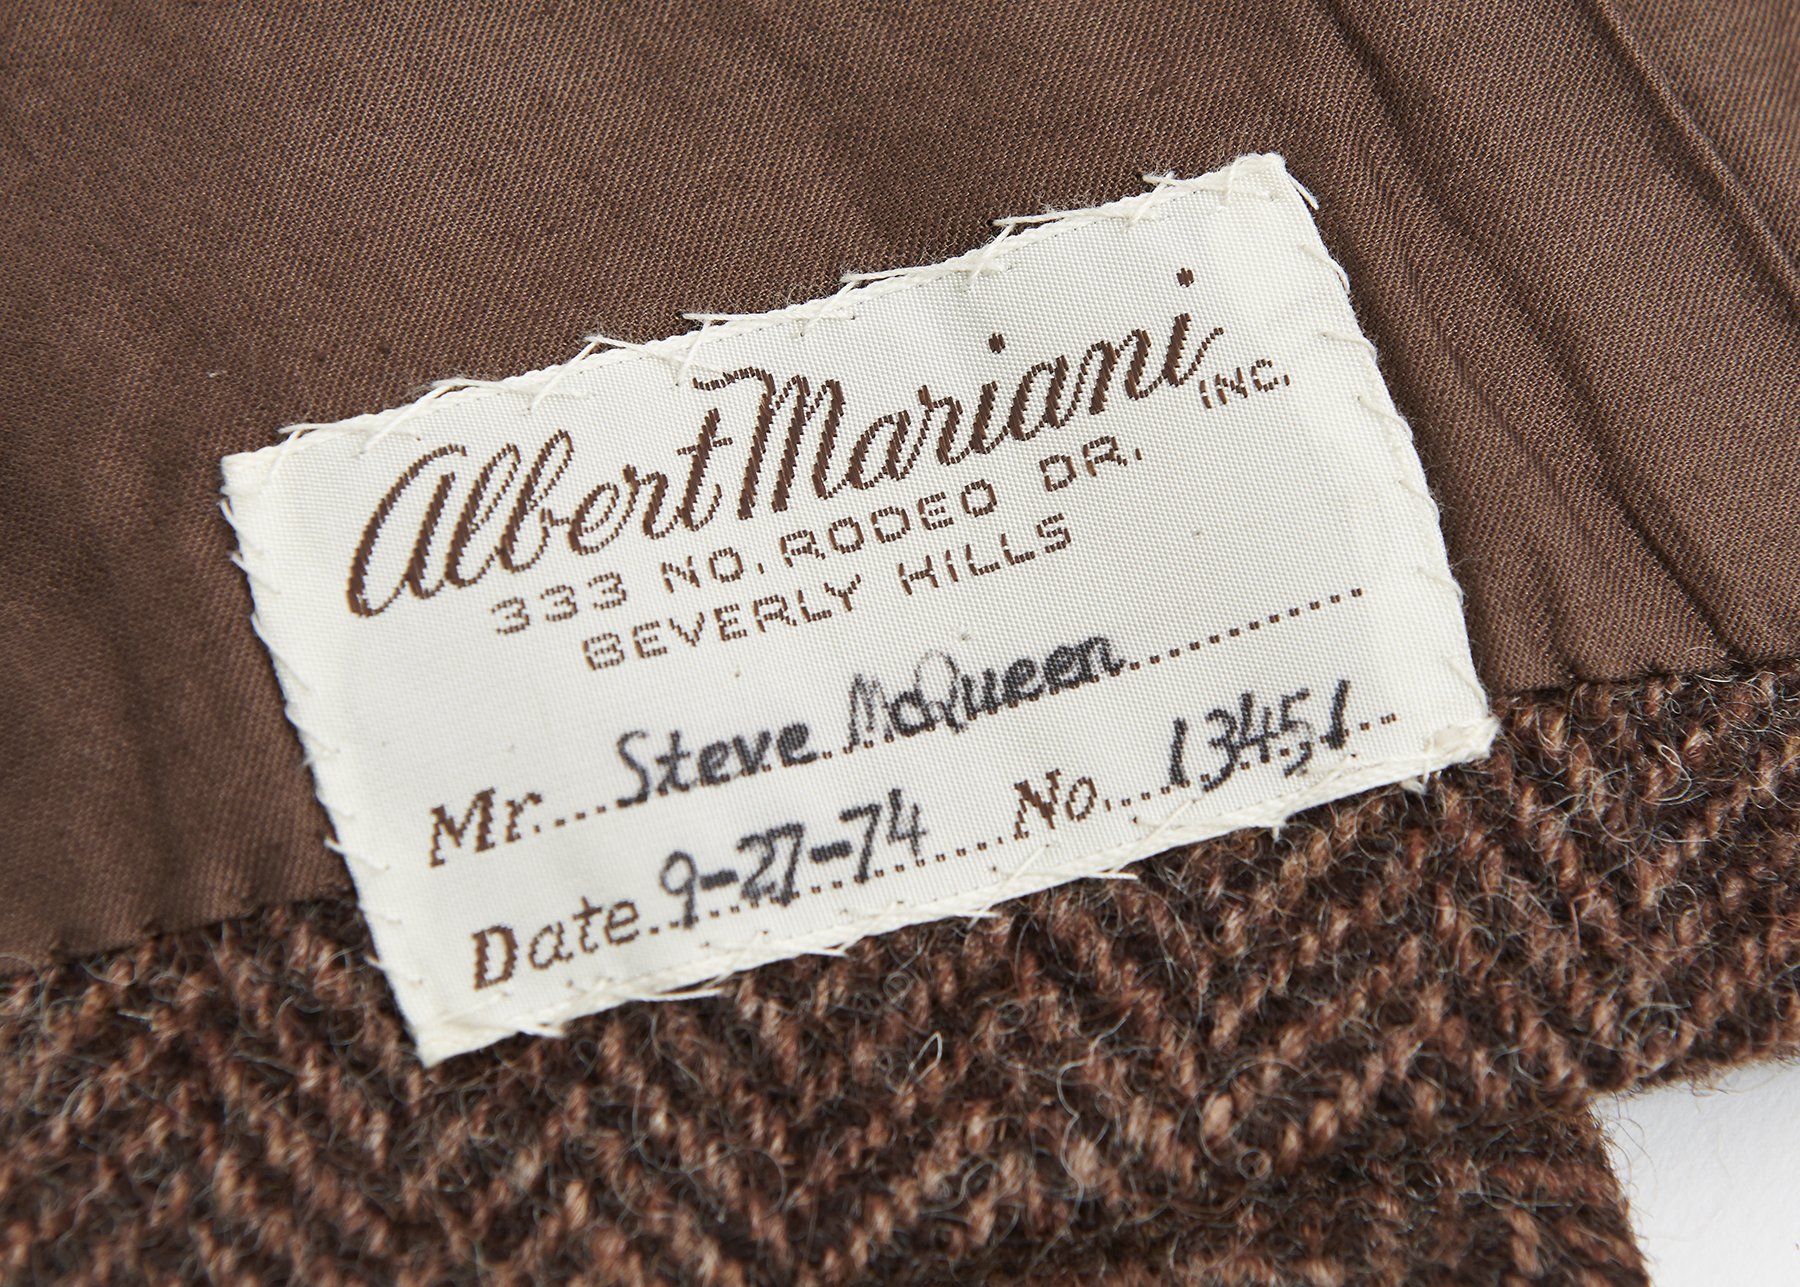 Albert Mariani INC.
333 NO. RODEO DR.
BEVERLY HILLS
Mr....Steve McQueen............
Date.9-27-74.......No....13451...